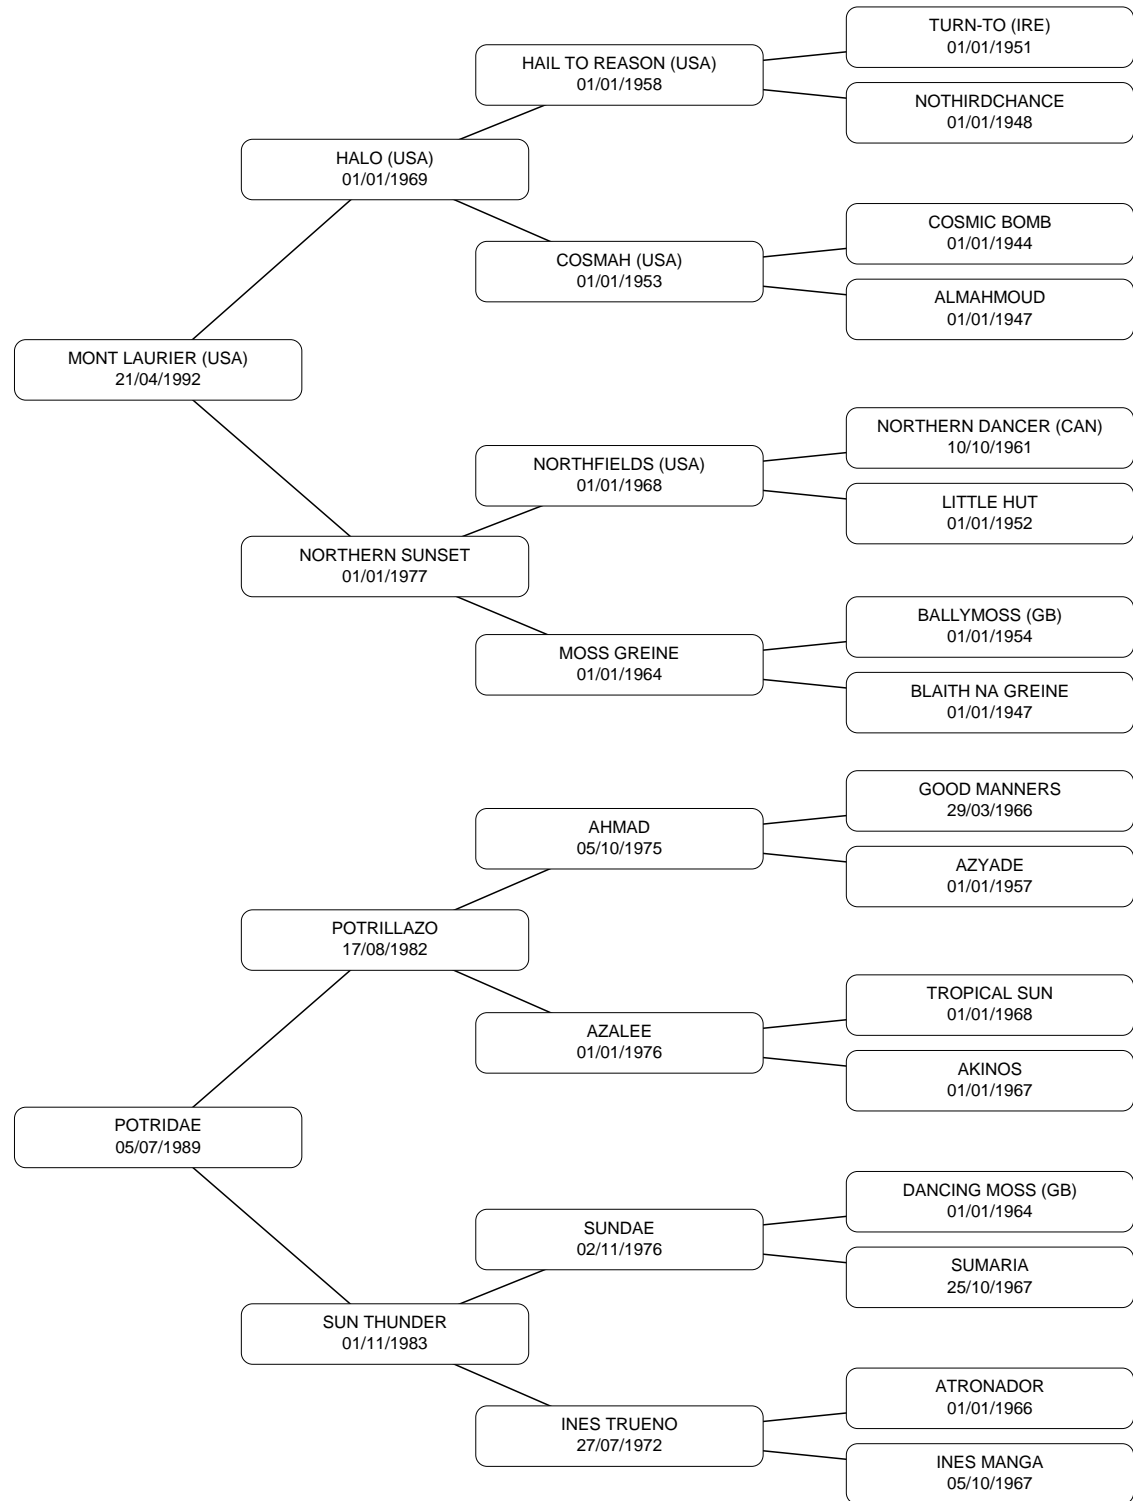 TURN-TO (IRE)
01/01/1951
HAIL TO REASON (USA)
01/01/1958
NOTHIRDCHANCE
01/01/1948
HALO (USA)
01/01/1969
COSMIC BOMB
01/01/1944
COSMAH (USA)
01/01/1953
ALMAHMOUD
01/01/1947
MONT LAURIER (USA)
21/04/1992
NORTHERN DANCER (CAN)
10/10/1961
NORTHFIELDS (USA)
01/01/1968
LITTLE HUT
01/01/1952
NORTHERN SUNSET
01/01/1977
BALLYMOSS (GB)
01/01/1954
MOSS GREINE
01/01/1964
BLAITH NA GREINE
01/01/1947
GOOD MANNERS
29/03/1966
AHMAD
05/10/1975
AZYADE
01/01/1957
POTRILLAZO
17/08/1982
TROPICAL SUN
01/01/1968
AZALEE
01/01/1976
AKINOS
01/01/1967
POTRIDAE
05/07/1989
DANCING MOSS (GB)
01/01/1964
SUNDAE
02/11/1976
SUMARIA
25/10/1967
SUN THUNDER
01/11/1983
ATRONADOR
01/01/1966
INES TRUENO
27/07/1972
INES MANGA
05/10/1967